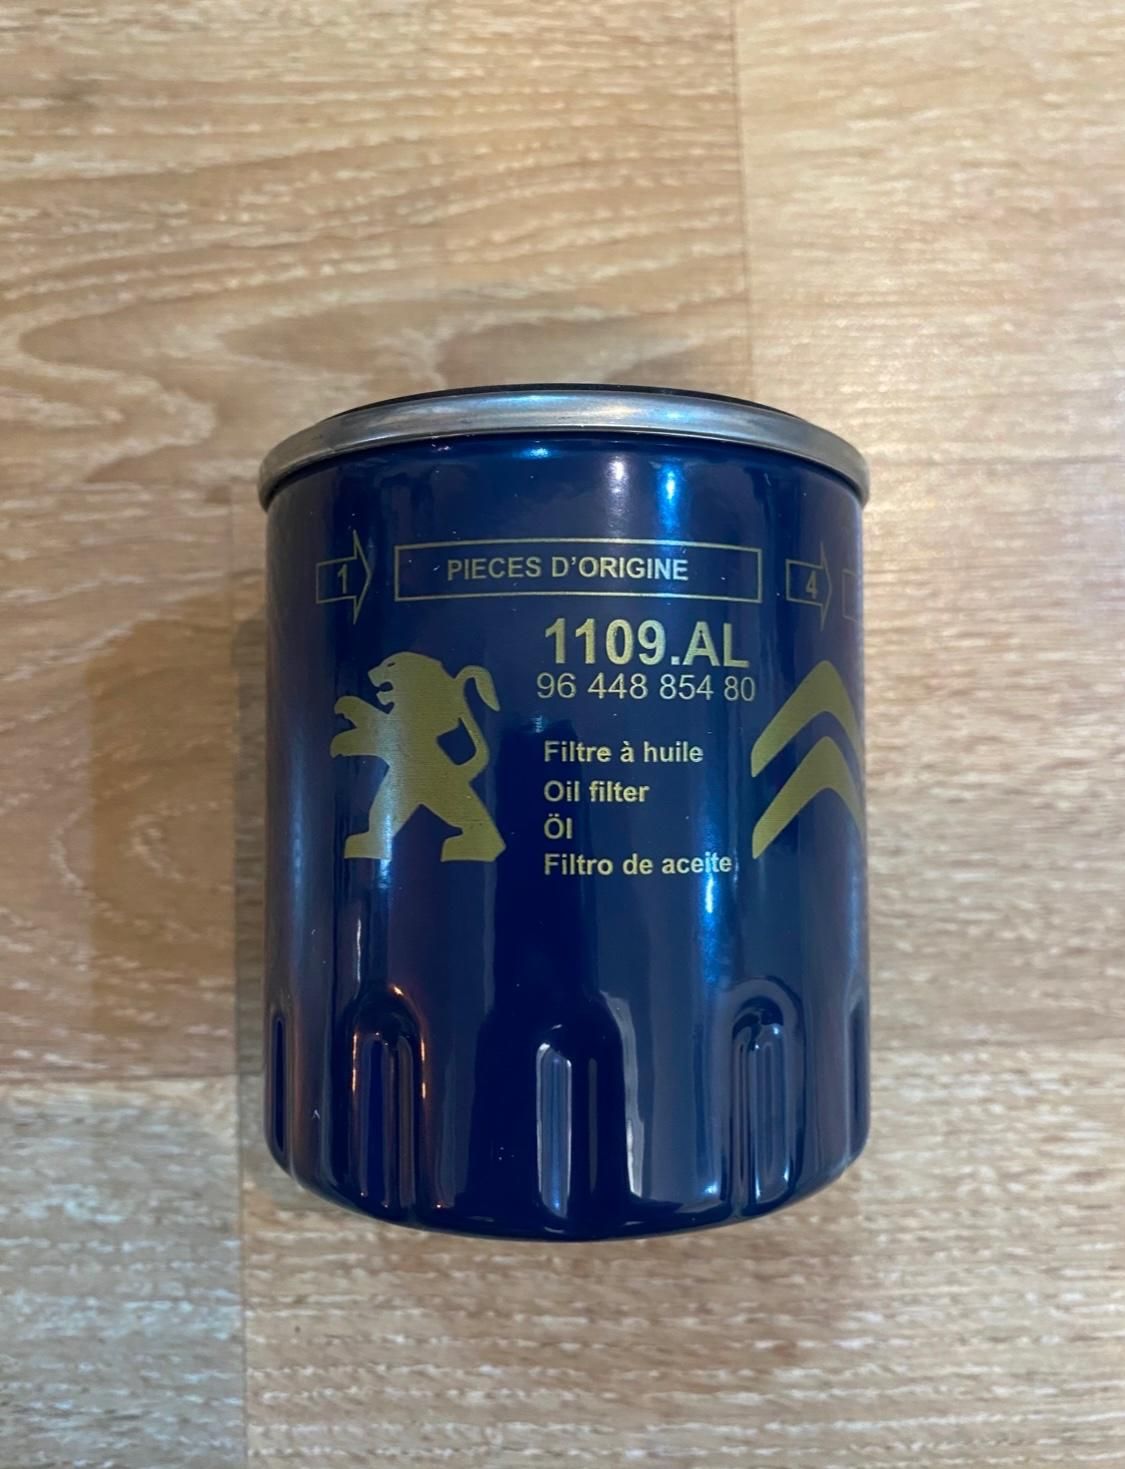 1
PIECES D'ORIGINE
4
1109.AL
96 448 854 80
Filtre à huile
Oil filter
Öl
Filtro de aceite